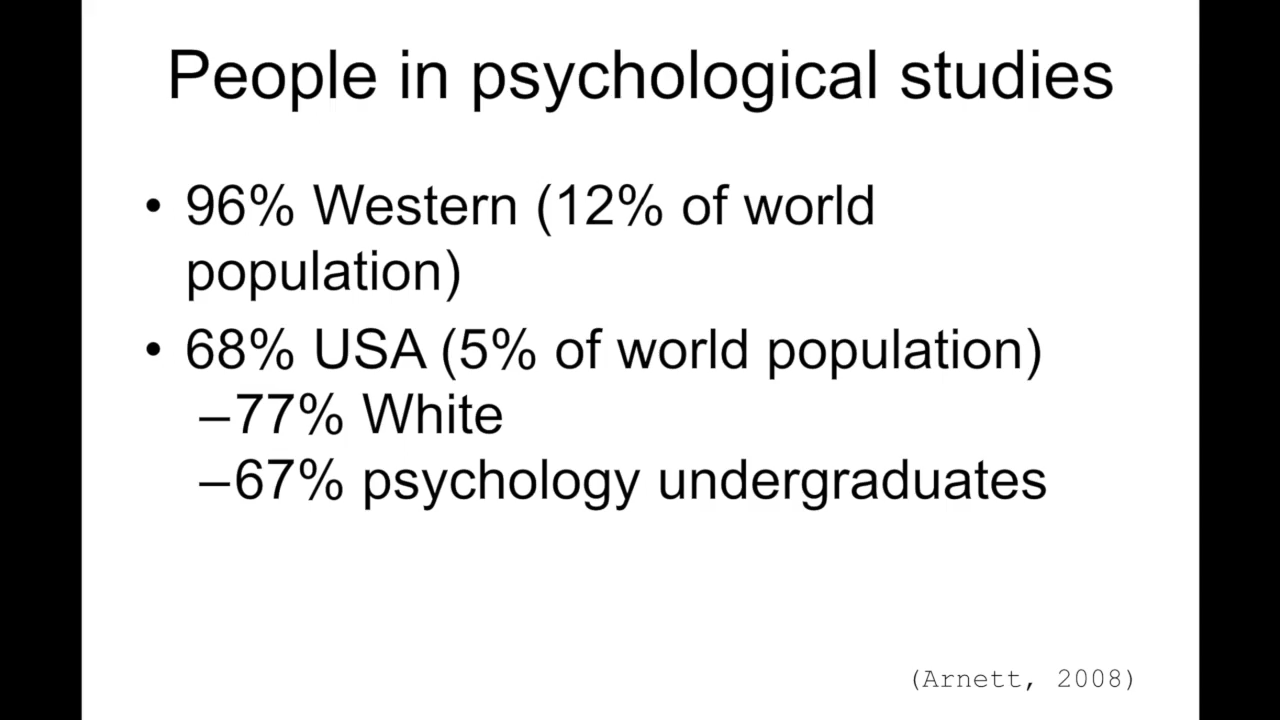 People in psychological studies
• 96% Western (12% of world
population)
• 68% USA (5% of world population)
–77% White
–67% psychology undergraduates
(Arnett, 2008)